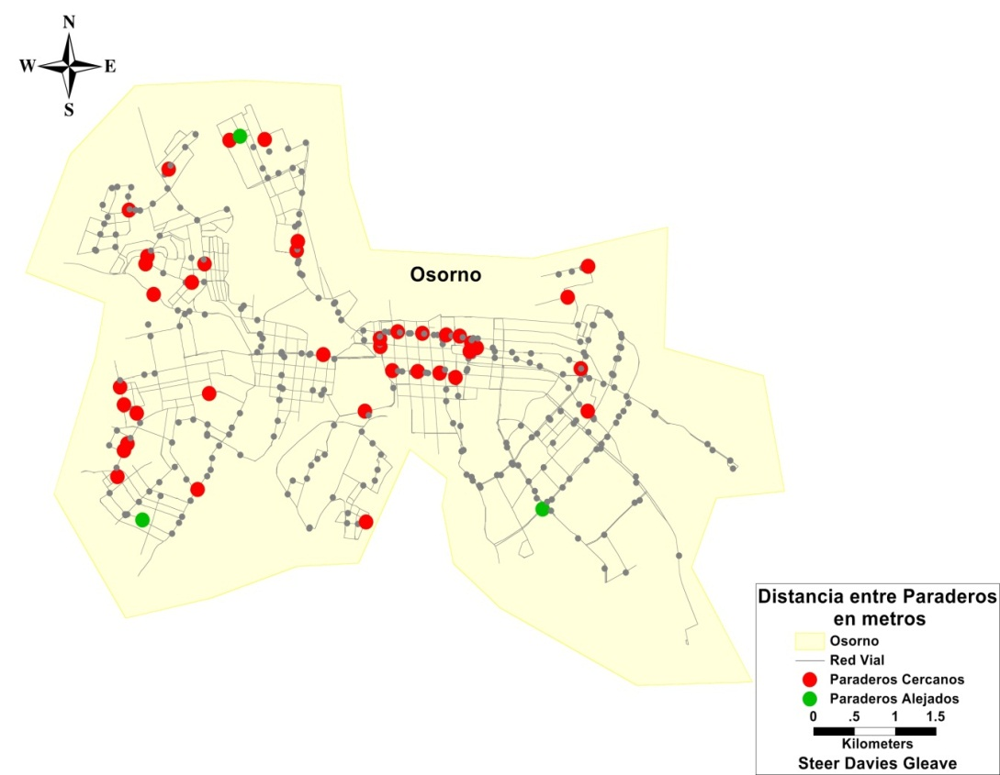 N
W E
S
Osorno
Distancia entre Paraderos
en metros
Osorno
Red Vial
Paraderos Cercanos
Paraderos Alejados
0 .5 1 1.5
Kilometers
Steer Davies Gleave